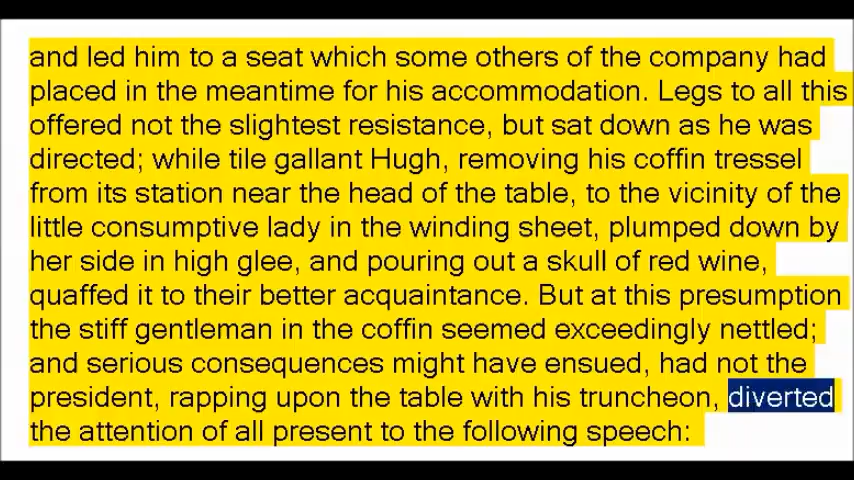 and led him to a seat which some others of the company had
placed in the meantime for his accommodation. Legs to all this
offered not the slightest resistance, but sat down as he was
directed; while tile gallant Hugh, removing his coffin tressel
from its station near the head of the table, to the vicinity of the
little consumptive lady in the winding sheet, plumped down by
her side in high glee, and pouring out a skull of red wine,
quaffed it to their better acquaintance. But at this presumption
the stiff gentleman in the coffin seemed exceedingly nettled;
and serious consequences might have ensued, had not the
president, rapping upon the table with his truncheon, diverted
the attention of all present to the following speech: